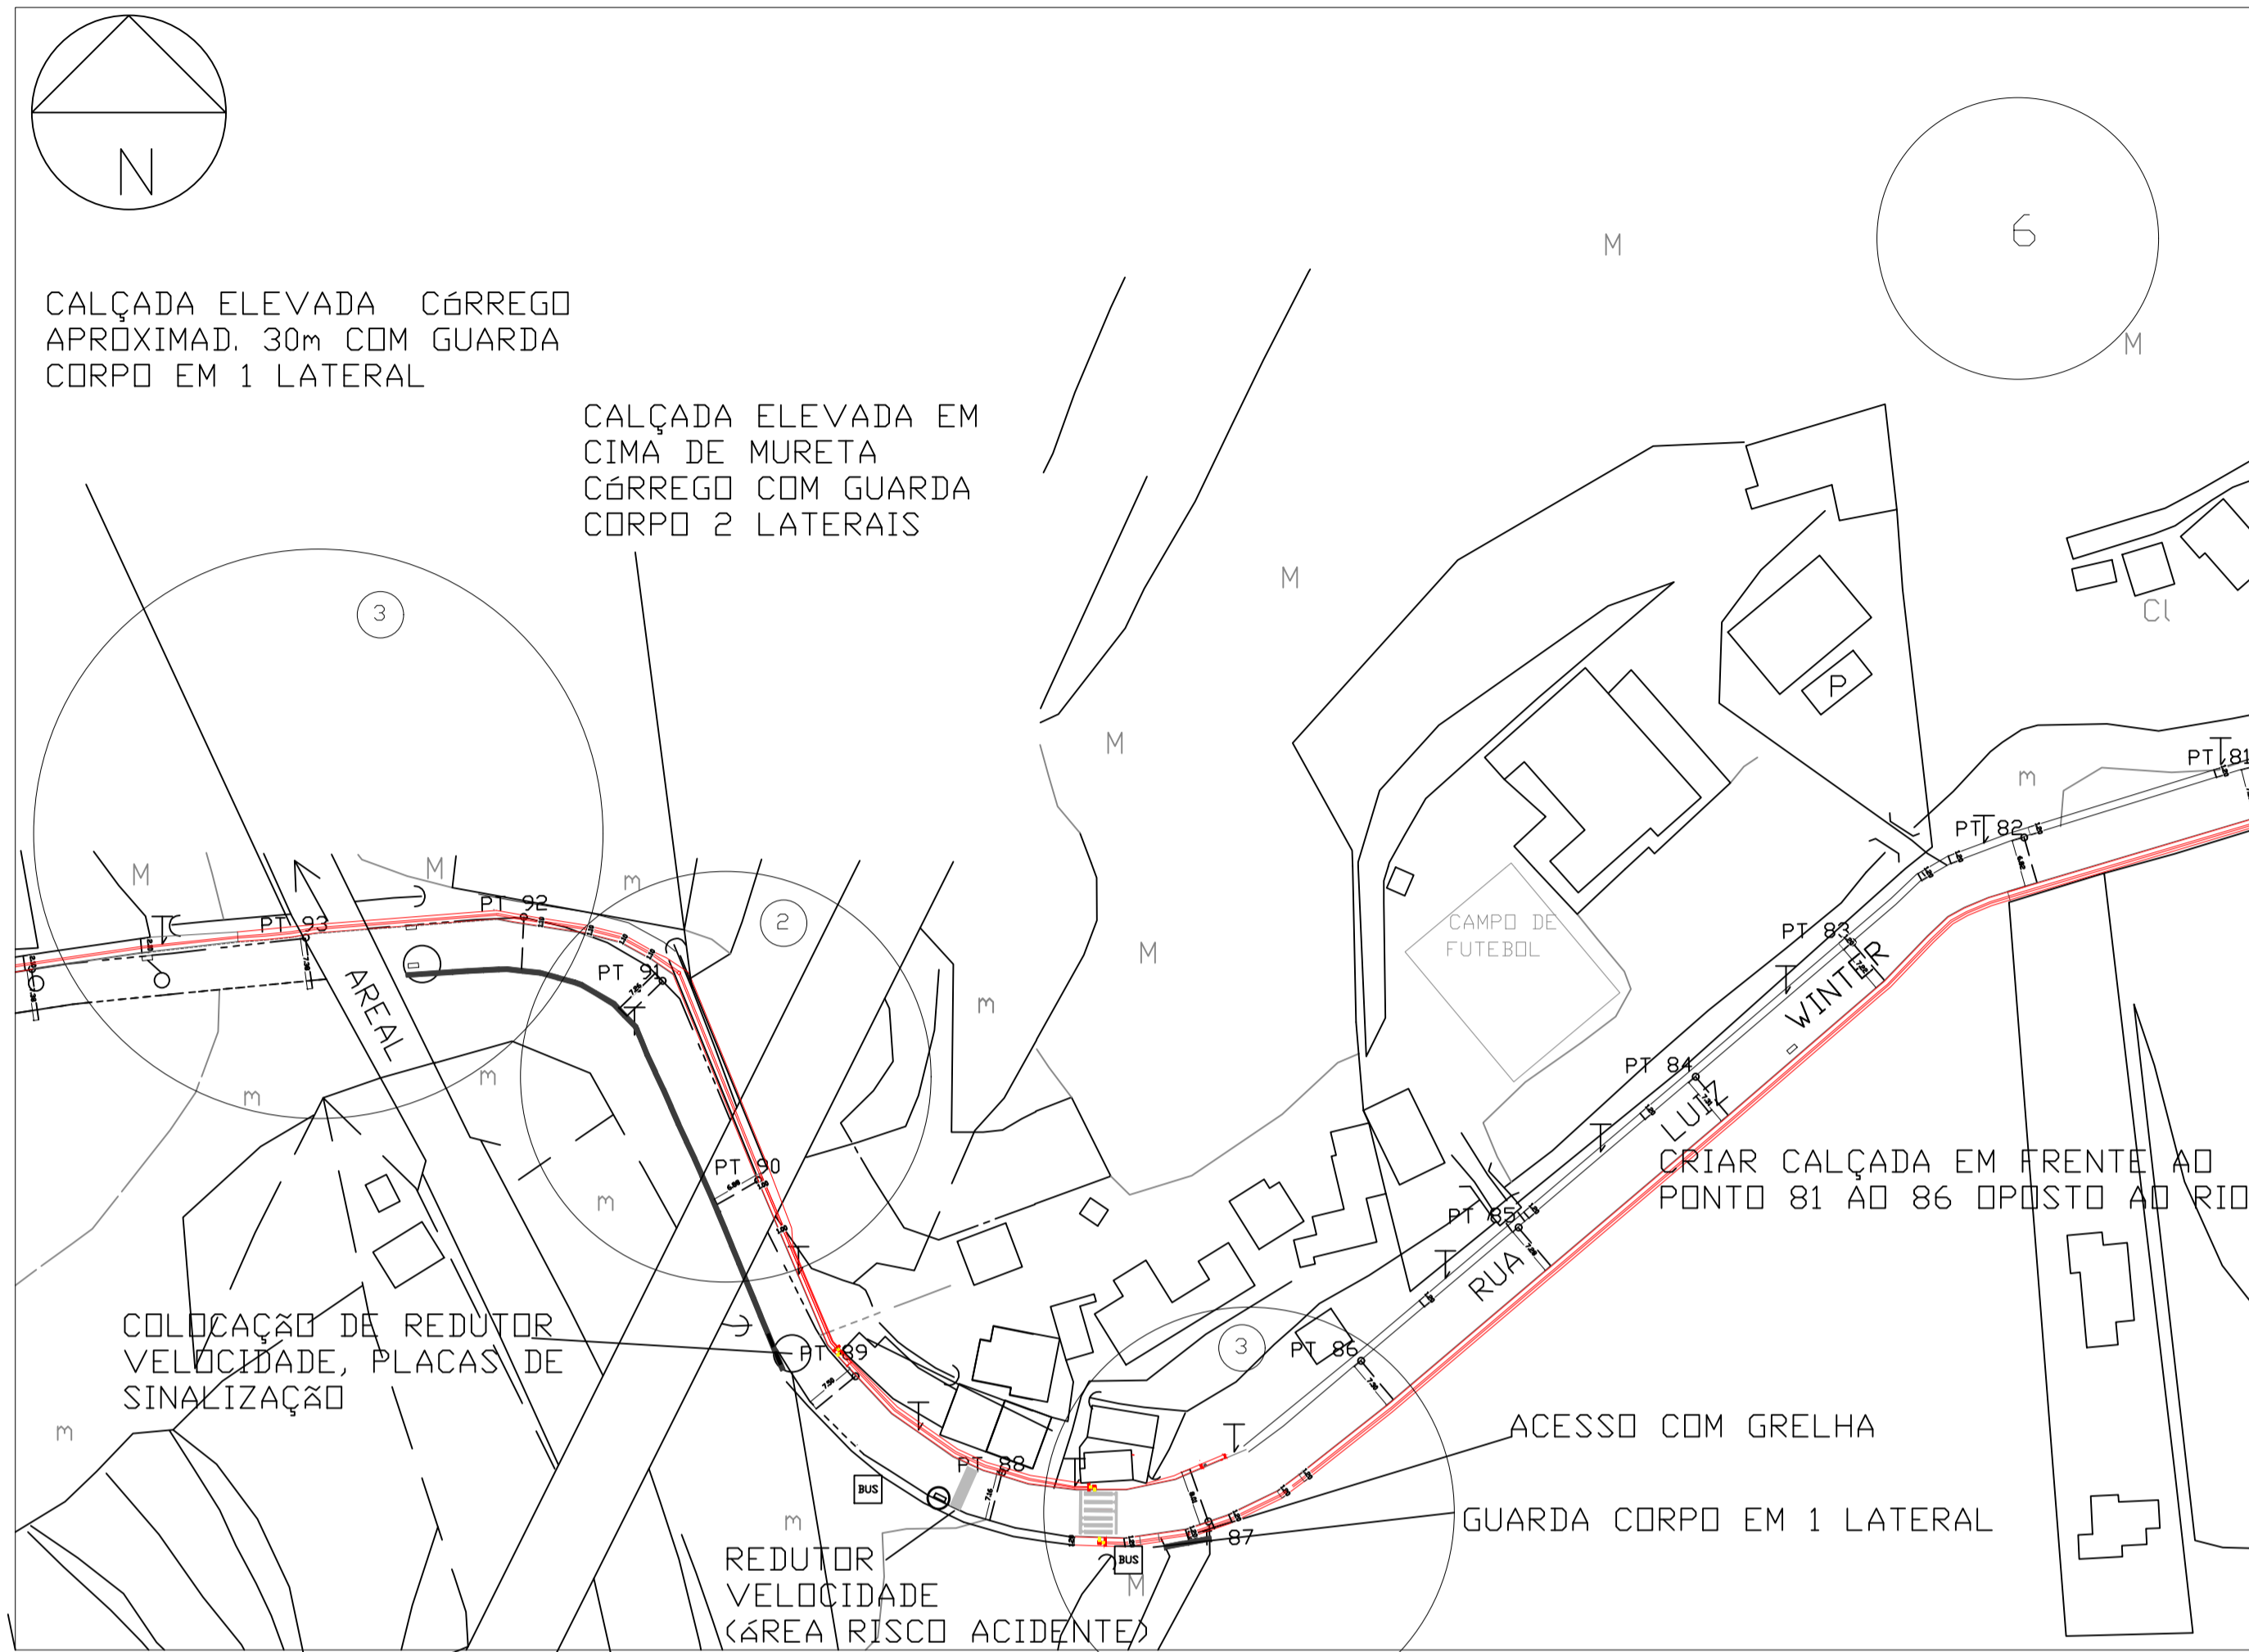 N
6
M
M
CALÇADA ELEVADA CóRREGO
APROXIMAD. 30m COM GUARDA
CORPO EM 1 LATERAL
CALÇADA ELEVADA EM
CIMA DE MURETA
CóRREGO COM GUARDA
CORPO 2 LATERAIS
M
3
Cl
P
M
PT 81
m
PT 82
M
M
m
PT 92
2
PT 93
CAMPO DE
FUTEBOL
PT 83
M
PT 91
AREAL
m
WINTER
PT 84
m
m
LUIZ
CRIAR CALÇADA EM FRENTE AO
PONTO 81 AO 86 OPOSTO AO RIO
PT 90
m
PT 85
RUA
COLOCAÇãO DE REDUTOR
VELOCIDADE, PLACAS DE
SINALIZAÇãO
PT 89
3
PT 86
m
ACESSO COM GRELHA
PT 88
BUS
m
GUARDA CORPO EM 1 LATERAL
87
BUS
M
REDUTOR
VELOCIDADE
(áREA RISCO ACIDENTE)